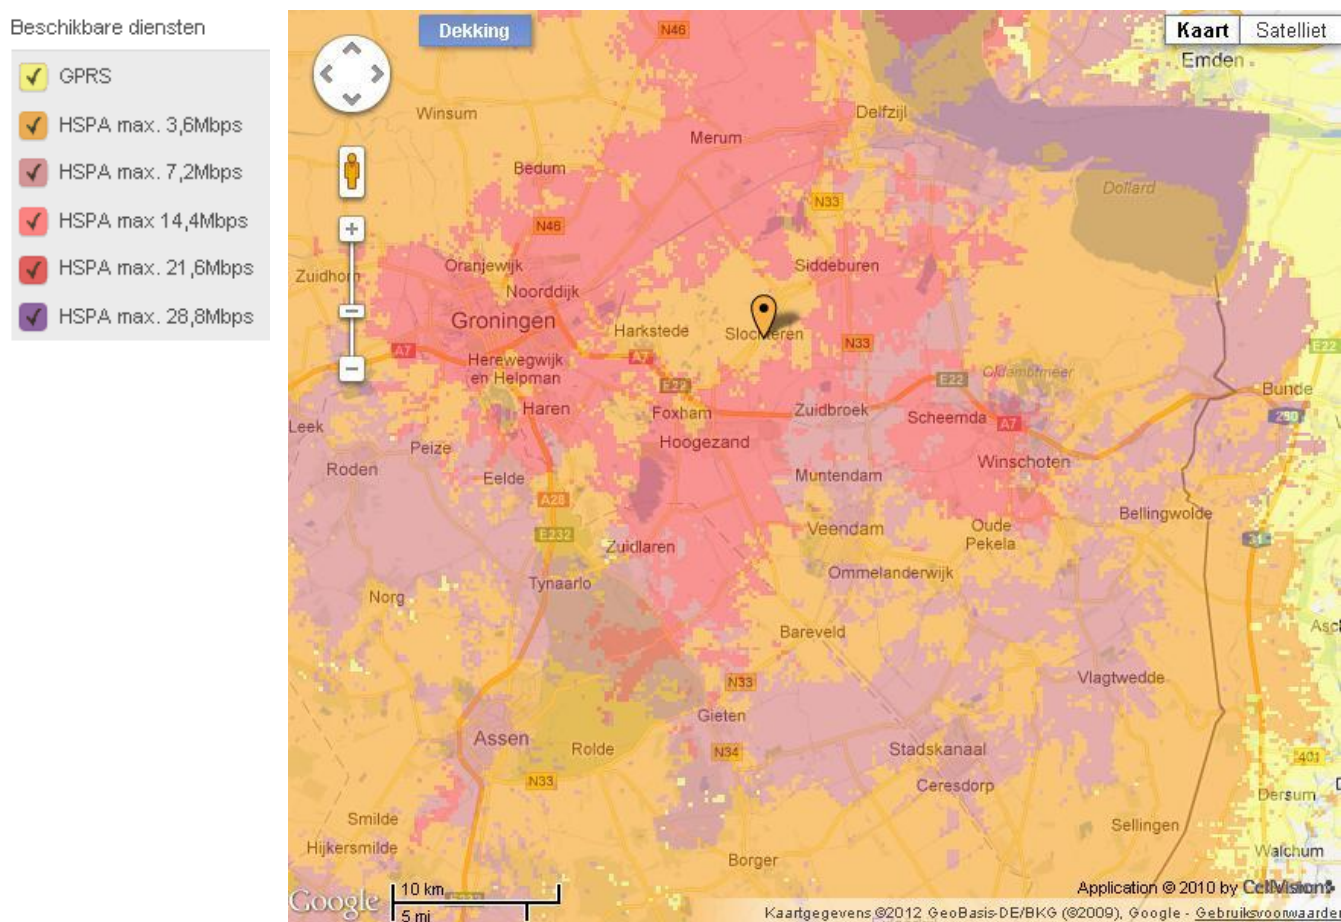 Beschikbare diensten
GPRS
HSPA max. 3,6Mbps
HSPA max. 7,2Mbps
HSPA max 14,4Mbps
HSPA max. 21,6Mbps
HSPA max. 28,8Mbps
Dekking
Kaart
Satelliet
N46
Emden
Winsum
Delfzijl
Merum
Bedum
Dollard
N33
N46
Zuidhorn
Oranjewijk
Siddeburen
Noorddijk
Groningen
Harkstede
Slochteren
A7
N33
E22
Herewegwijk
en Helpman
A7
E22
Oldambtmeer
E22
Bunde
Haren
Foxham
Zuidbroek
Scheemda
A7
280
Leek
Peize
Hoogezand
Roden
Eelde
Muntendam
Winschoten
A28
Bellingwolde
E232
Veendam
Oude
Pekela
31
Zuidlaren
Tynaarlo
Ommelanderwijk
Norg
Bareveld
N33
Vlagtwedde
Gieten
Assen
Rolde
N34
Stadskanaal
401
N33
Ceresdorp
Dersum
Smilde
Sellingen
Hijkersmilde
Borger
Walchum
Google
10 km
5 mi
Application © 2010 by CellVision
Kaartgegevens ©2012 GeoBasis-DE/BKG (©2009), Google - Gebruiksvoorwaarden